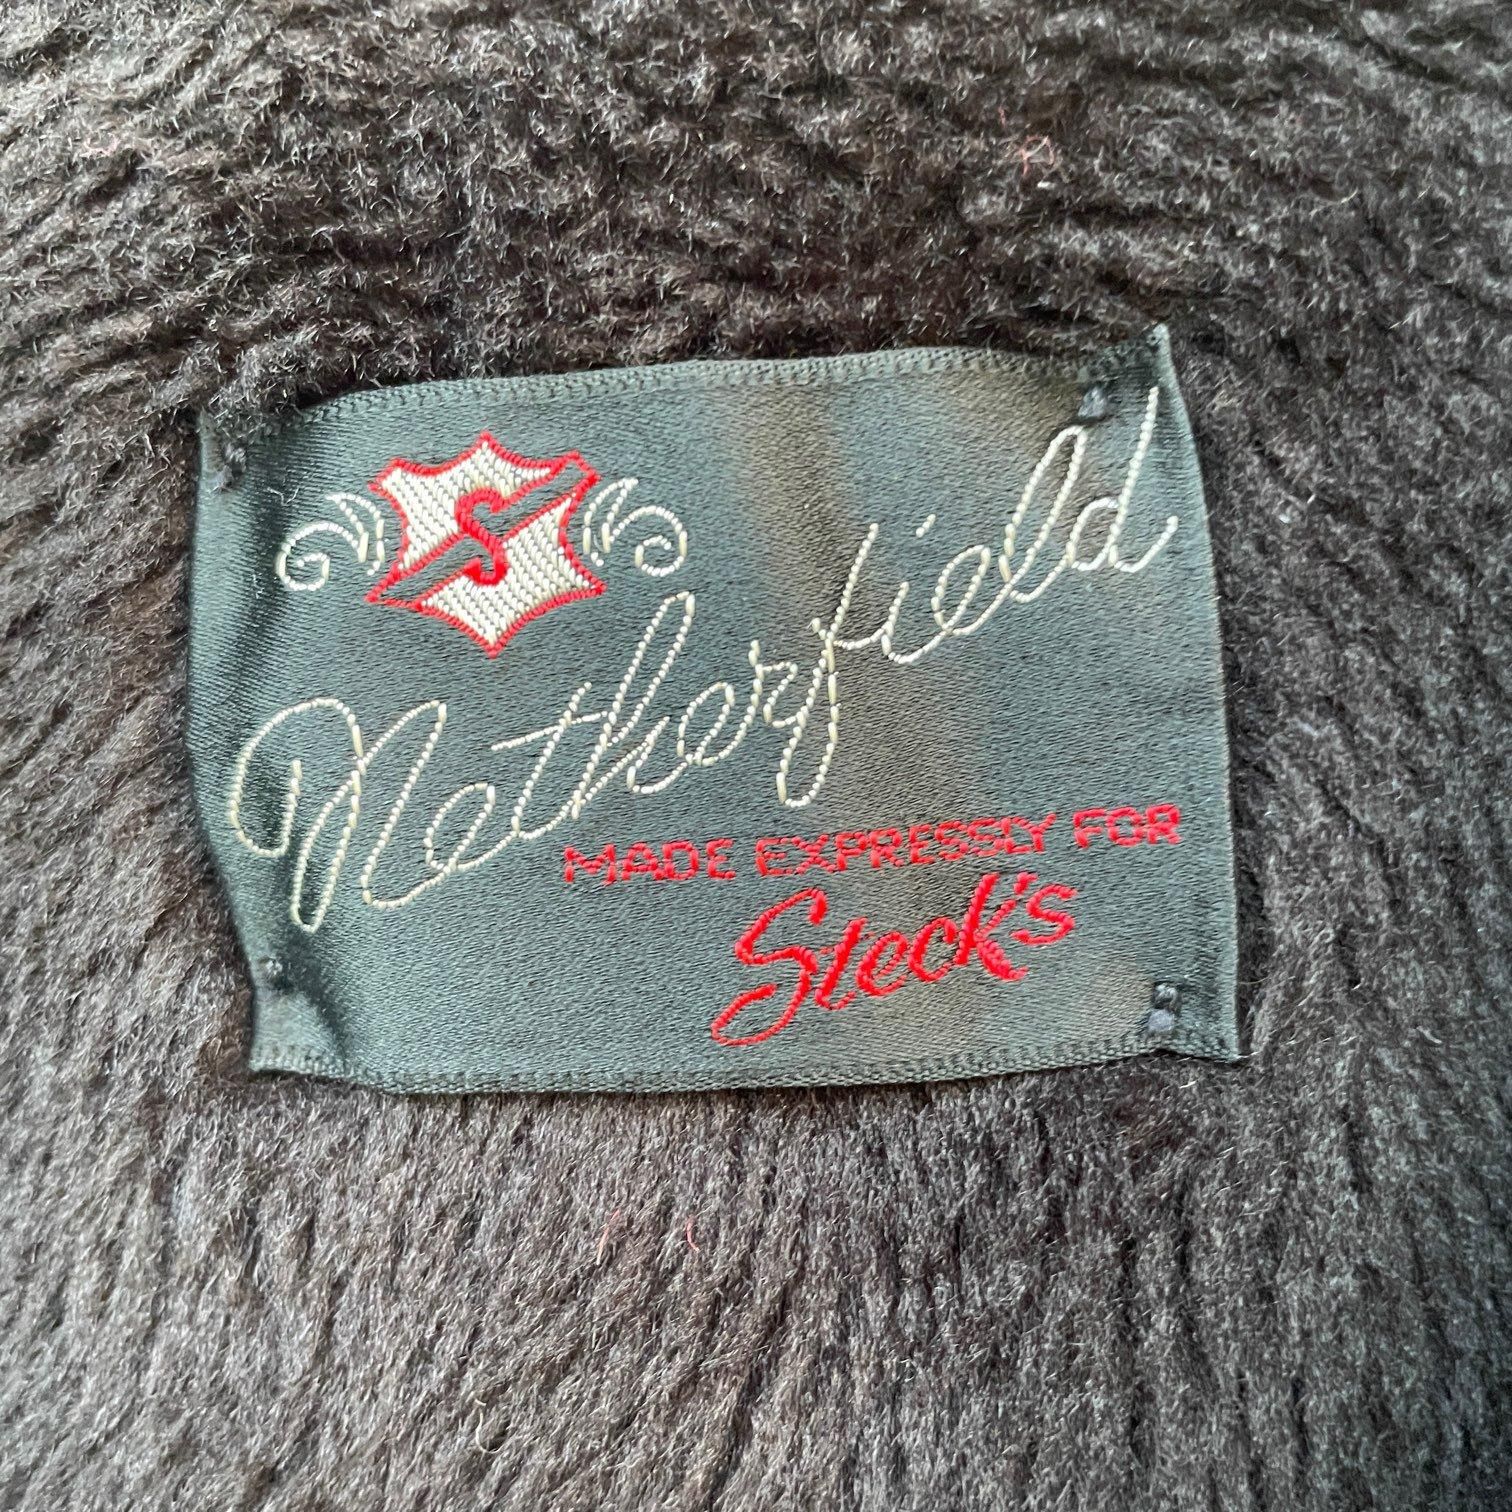 S
Netherfield
MADE EXPRESSLY FOR
Steck's